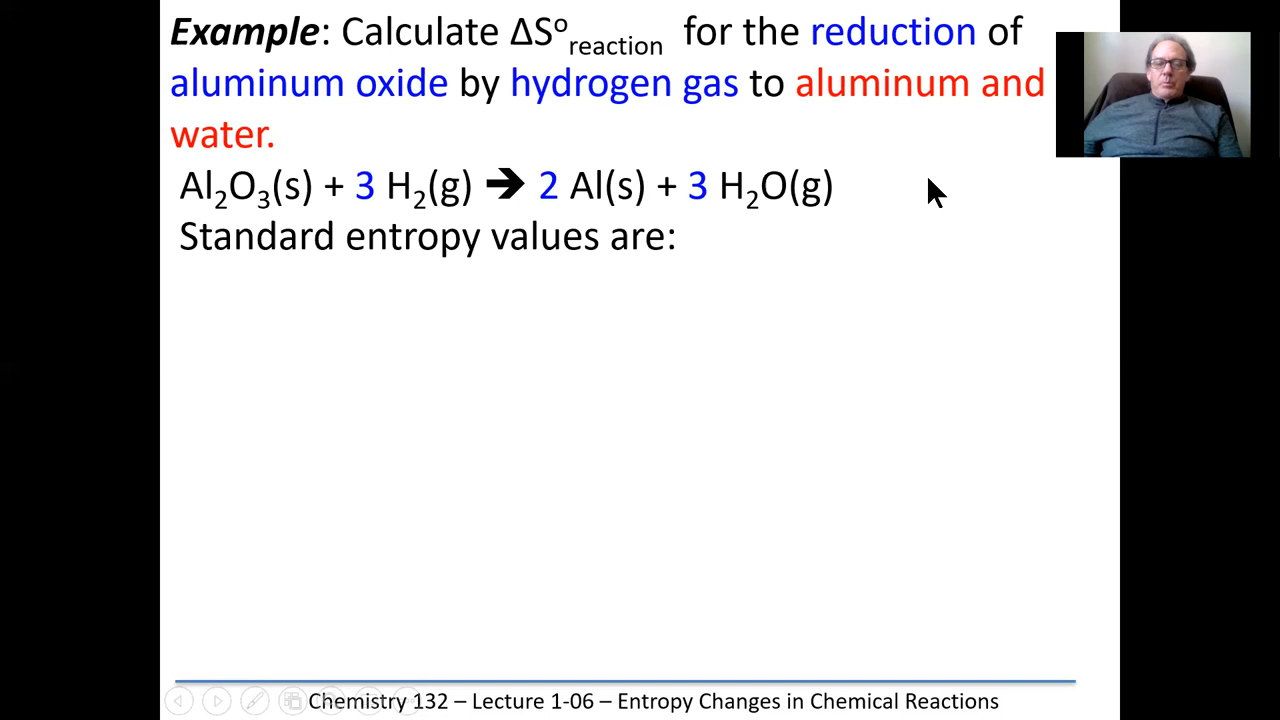 Example: Calculate ΔS°reaction for the reduction of
aluminum oxide by hydrogen gas to aluminum and
water.
Al₂O₃(s) + 3 H₂(g) ➔ 2 Al(s) + 3 H₂O(g)
Standard entropy values are:
Chemistry 132 – Lecture 1-06 – Entropy Changes in Chemical Reactions